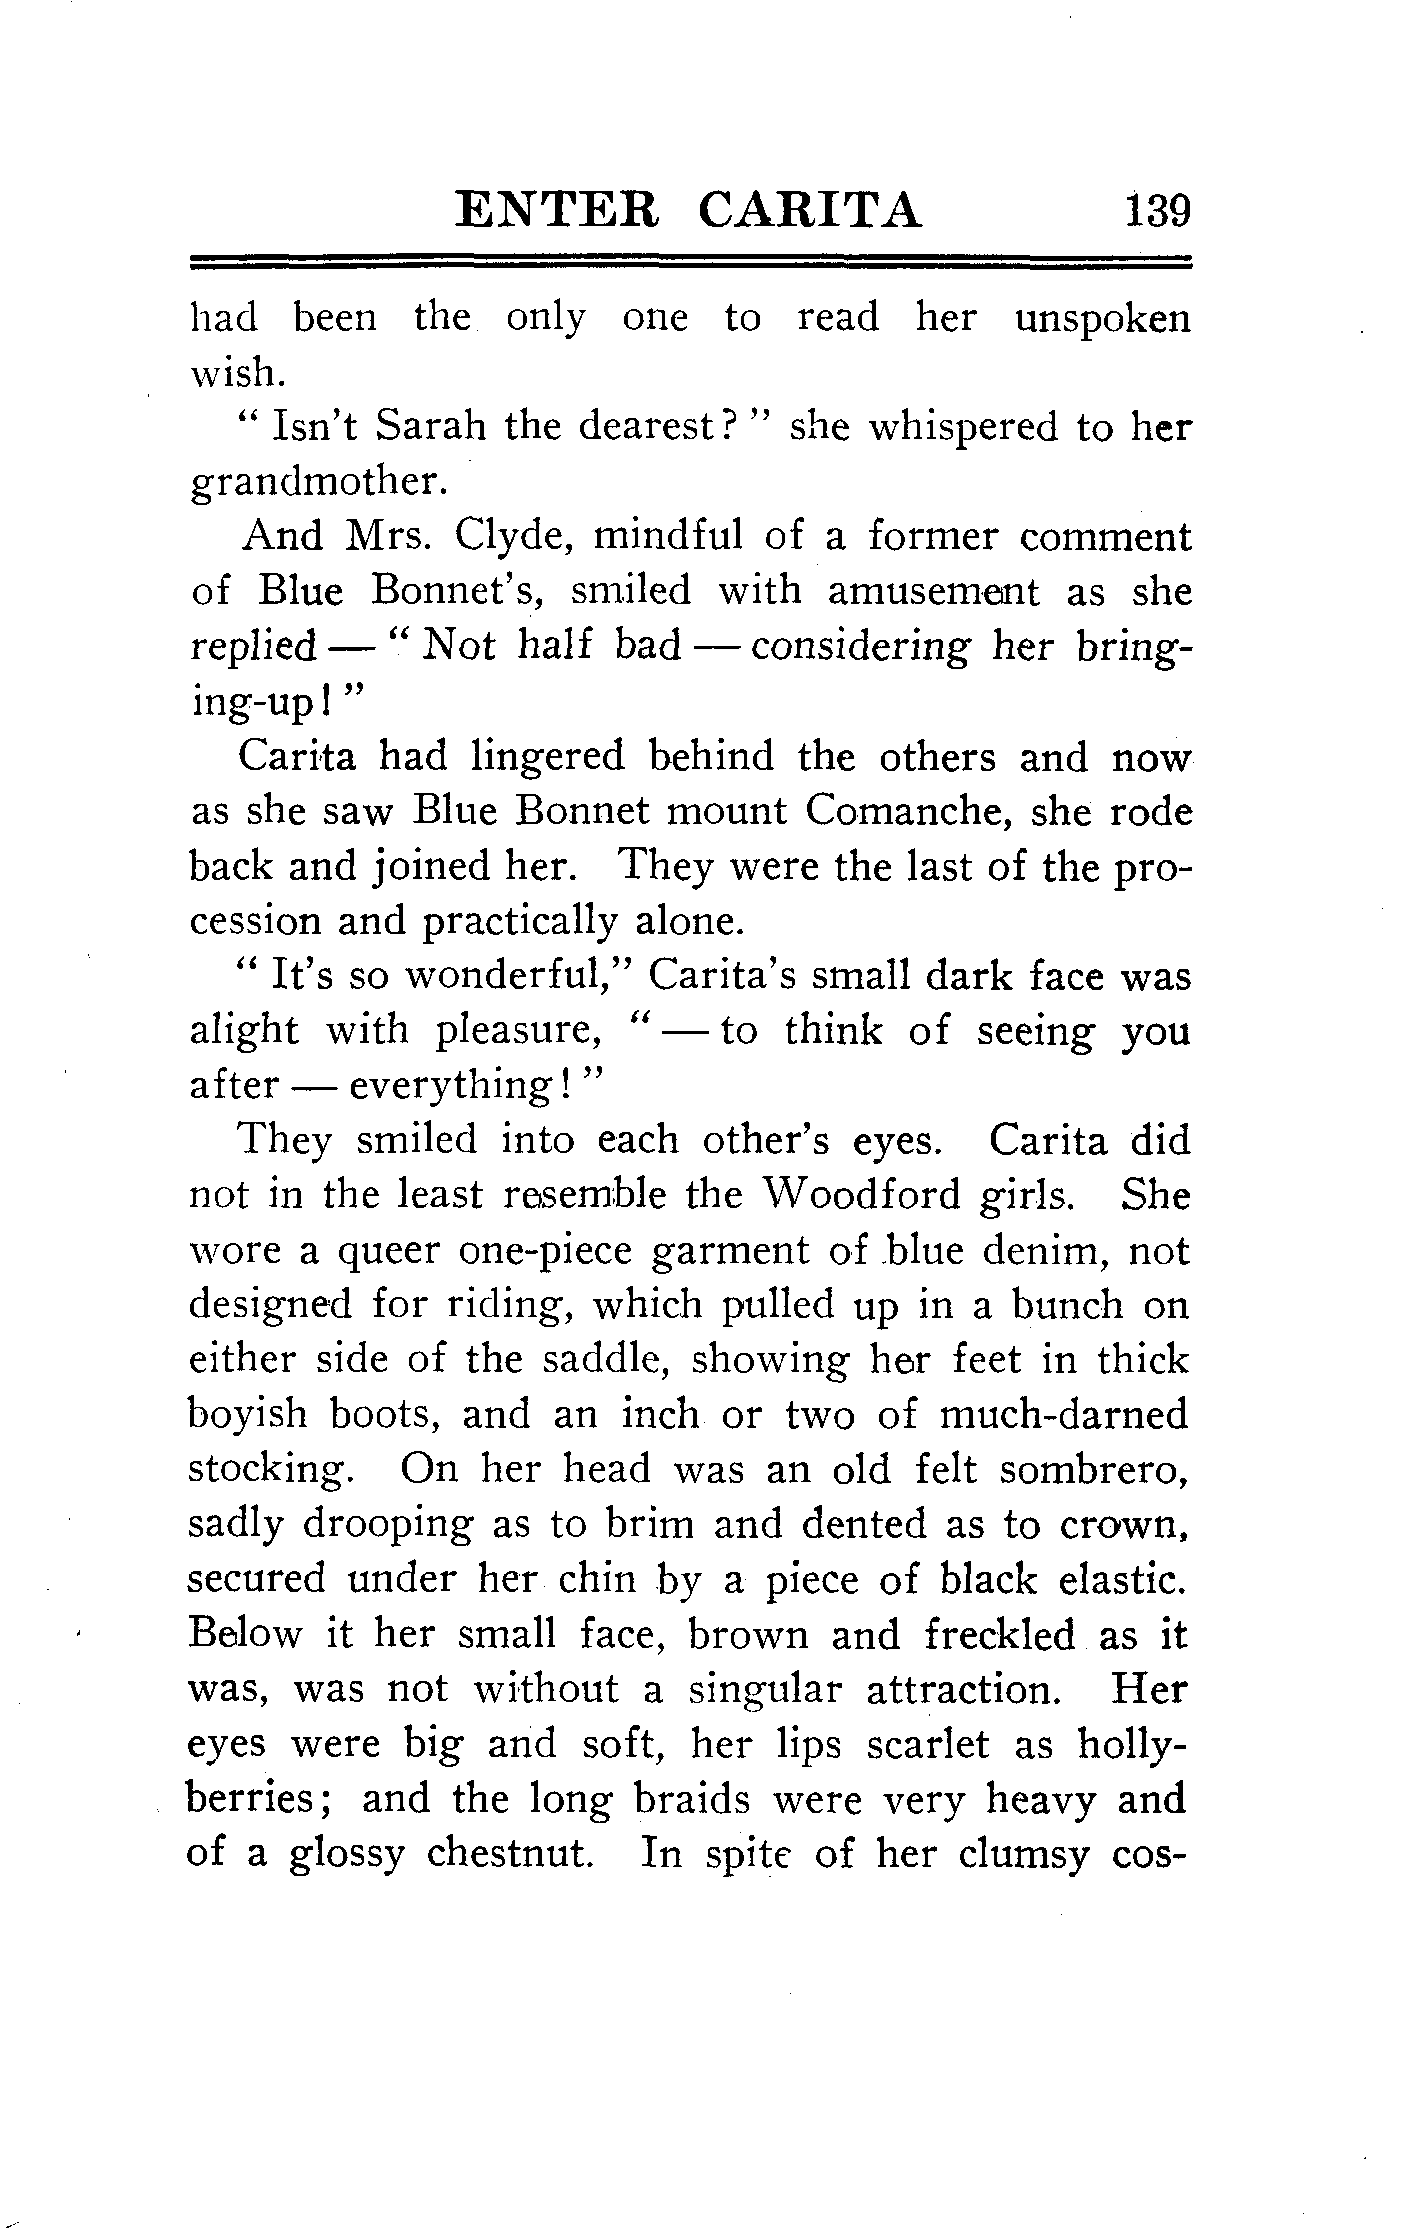 ENTER CARITA 139
had been the only one to read her unspoken
wish.
" Isn't Sarah the dearest? " she whispered to her
grandmother.
And Mrs. Clyde, mindful of a former comment
of Blue Bonnet's, smiled with amusement as she
replied — " Not half bad — considering her bring-
ing-up! "
Carita had lingered behind the others and now
as she saw Blue Bonnet mount Comanche, she rode
back and joined her. They were the last of the pro-
cession and practically alone.
" It's so wonderful," Carita's small dark face was
alight with pleasure, " — to think of seeing you
after — everything! "
They smiled into each other's eyes. Carita did
not in the least resemble the Woodford girls. She
wore a queer one-piece garment of blue denim, not
designed for riding, which pulled up in a bunch on
either side of the saddle, showing her feet in thick
boyish boots, and an inch or two of much-darned
stocking. On her head was an old felt sombrero,
sadly drooping as to brim and dented as to crown,
secured under her chin by a piece of black elastic.
Below it her small face, brown and freckled as it
was, was not without a singular attraction. Her
eyes were big and soft, her lips scarlet as holly-
berries; and the long braids were very heavy and
of a glossy chestnut. In spite of her clumsy cos-